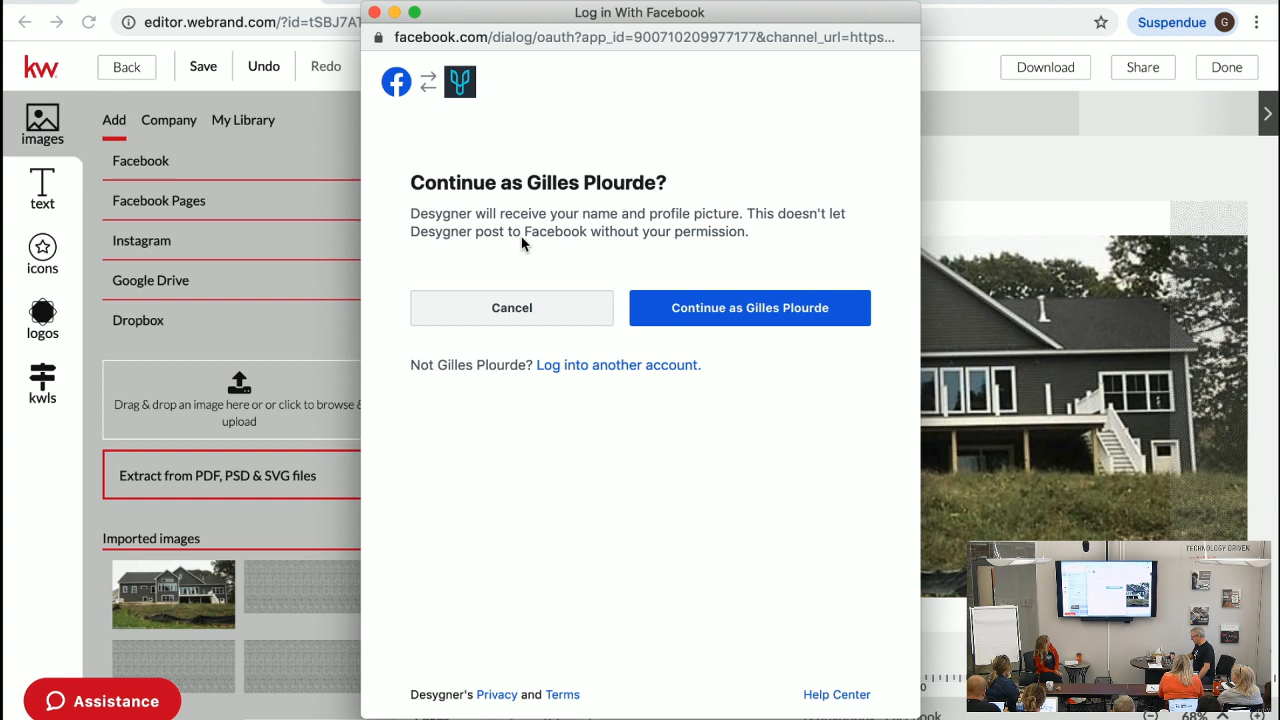 Log in With Facebook
editor.webrand.com/?id=tSBJ7AT
facebook.com/dialog/oauth?app_id=900710209977177&channel_url=https...
Suspendue
G
kw
Back
Save
Undo
Redo
Download
Share
Done
images
text
icons
logos
kwls
Add
Company
My Library
Facebook
Facebook Pages
Instagram
Google Drive
Dropbox
Drag & drop an image here or or click to browse &
upload
Extract from PDF, PSD & SVG files
Imported images
Assistance
Continue as Gilles Plourde?
Desygner will receive your name and profile picture. This doesn't let
Desygner post to Facebook without your permission.
Cancel
Continue as Gilles Plourde
Not Gilles Plourde? Log into another account.
Desygner's Privacy and Terms
Help Center
TECHNOLOGY DRIVEN
0
68%